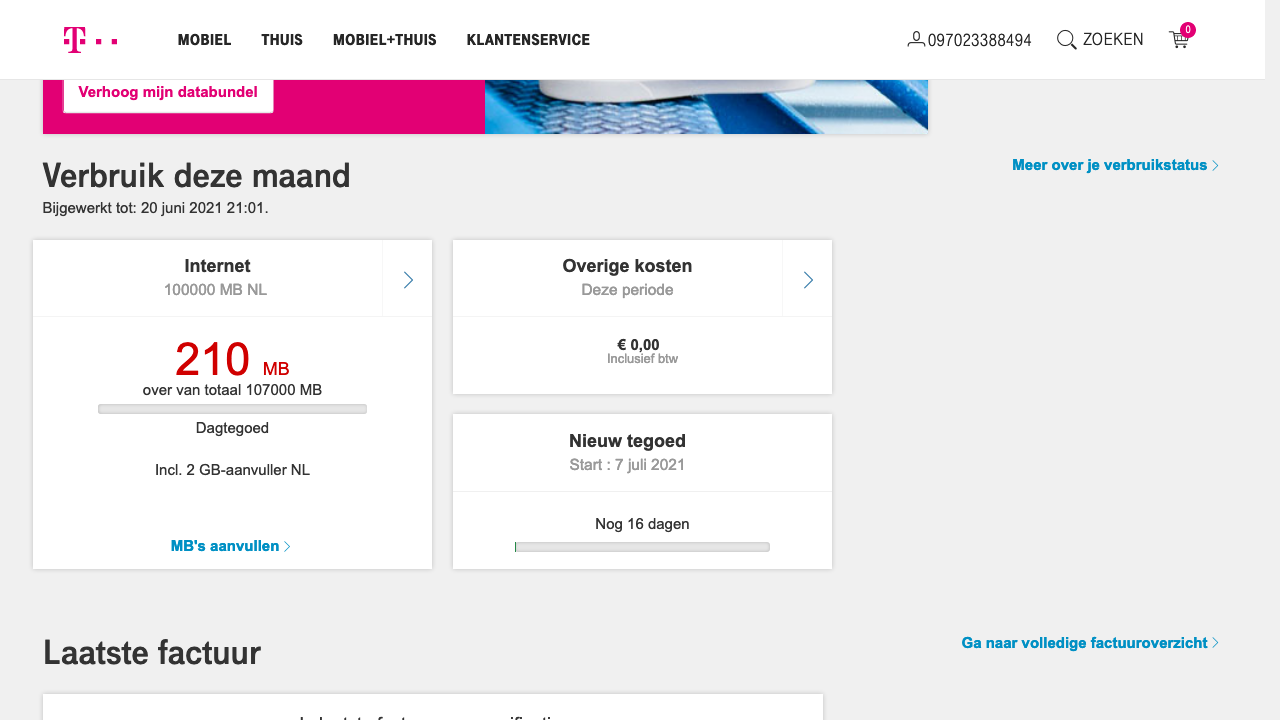 T
MOBIEL THUIS MOBIEL+THUIS KLANTENSERVICE
097023388494 ZOEKEN 0
Verhoog mijn databundel
Verbruik deze maand
Meer over je verbruikstatus
Bijgewerkt tot: 20 juni 2021 21:01.
Internet
100000 MB NL
210 MB
over van totaal 107000 MB
Dagtegoed
Incl. 2 GB-aanvuller NL
MB's aanvullen
Overige kosten
Deze periode
€ 0,00
Inclusief btw
Nieuw tegoed
Start : 7 juli 2021
Nog 16 dagen
Laatste factuur
Ga naar volledige factuuroverzicht